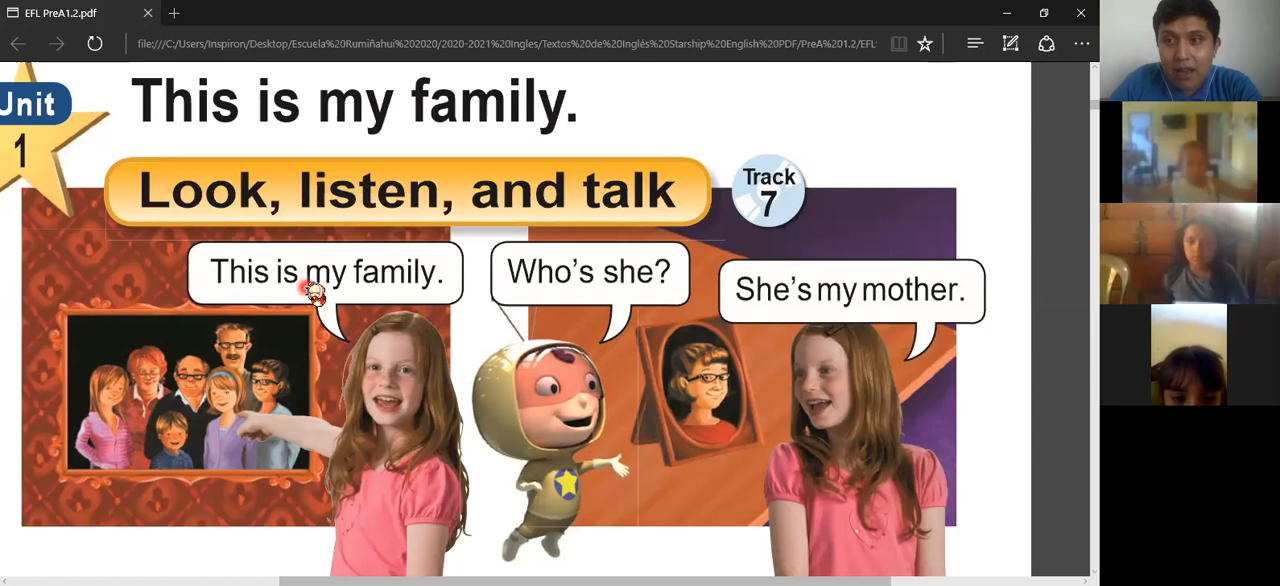 EFL PreA1.2.pdf
file:///C:/Users/Inspiron/Desktop/Escuela%20Rumiñahui%202020/2020-2021%20Ingles/Textos%20de%20Inglés%20Starship%20English%20PDF/PreA%201.2/EFL'
Unit
1
This is my family.
Look, listen, and talk
Track
7
This is my family.
Who's she?
She's my mother.